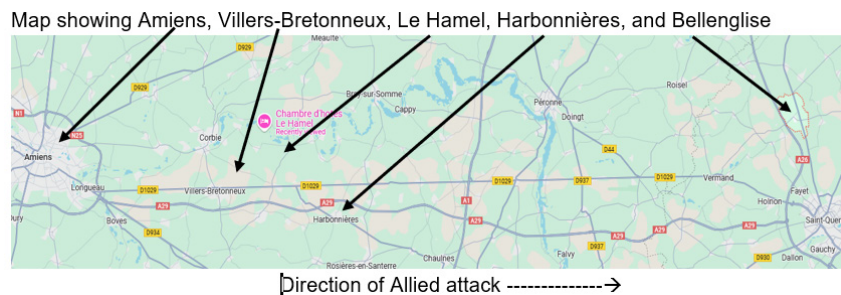 Map showing Amiens, Villers-Bretonneux, Le Hamel, Harbonnières, and Bellenglise
Meaulte
D929
Roisel
D929
Bray-sur-Somme
Cappy
Péronne
Doingt
N1
Chambre d'hotes
Le Hamel
Recently viewed
N25
Corbie
D44
Amiens
A26
Longueau
D1029
Villers-Bretonneux
D1029
D1029
D937
D1029
Vermand
Fayet
A29
A29
A1
Holnon
Saint-Quen
Boves
D934
Harbonnières
A29
A29
A29
Gauchy
Rosières-en-Santerre
Chaulnes
Falvy
D937
D930
Dallon
Direction of Allied attack -------------->